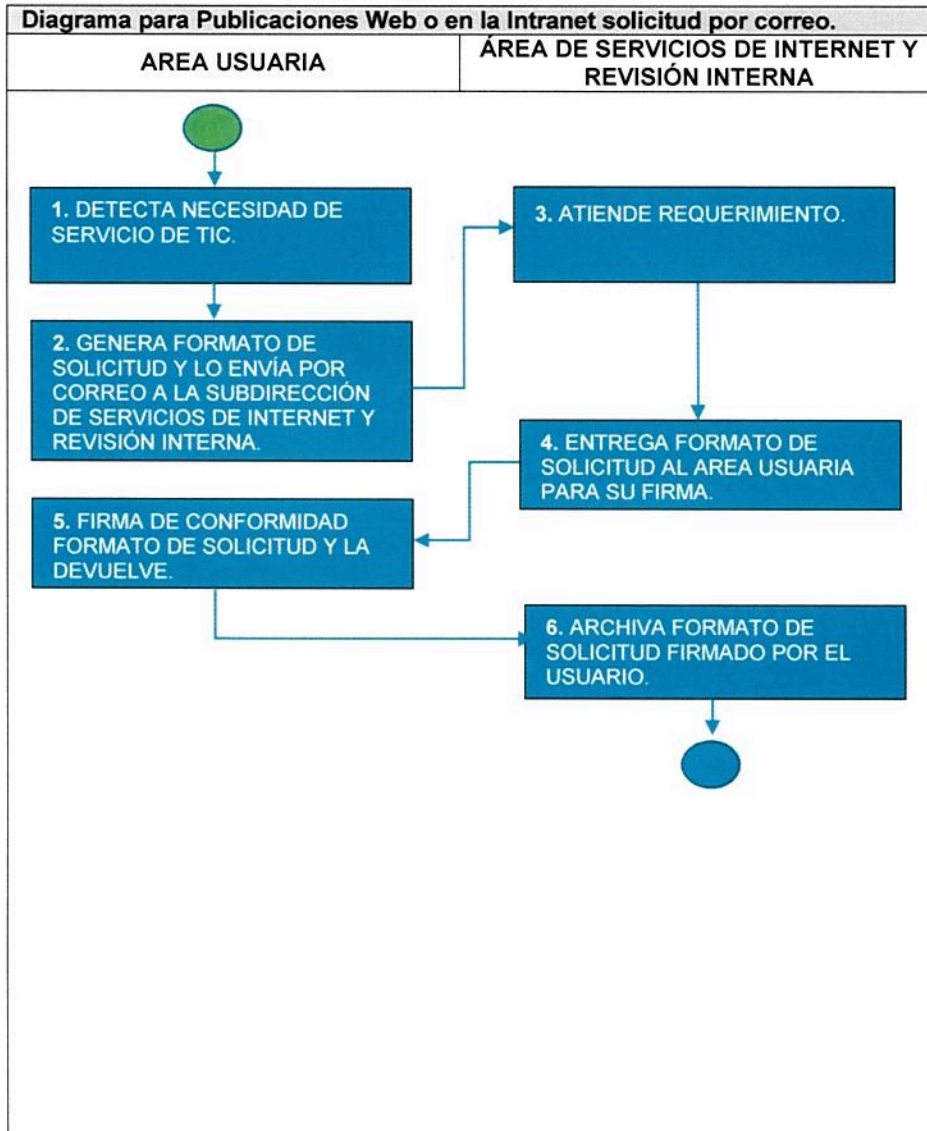 Diagrama para Publicaciones Web o en la Intranet solicitud por correo.
AREA USUARIA
ÁREA DE SERVICIOS DE INTERNET Y
REVISIÓN INTERNA
1. DETECTA NECESIDAD DE
SERVICIO DE TIC.
2. GENERA FORMATO DE
SOLICITUD Y LO ENVÍA POR
CORREO A LA SUBDIRECCIÓN
DE SERVICIOS DE INTERNET Y
REVISIÓN INTERNA.
3. ATIENDE REQUERIMIENTO.
4. ENTREGA FORMATO DE
SOLICITUD AL AREA USUARIA
PARA SU FIRMA.
5. FIRMA DE CONFORMIDAD
FORMATO DE SOLICITUD Y LA
DEVUELVE.
6. ARCHIVA FORMATO DE
SOLICITUD FIRMADO POR EL
USUARIO.